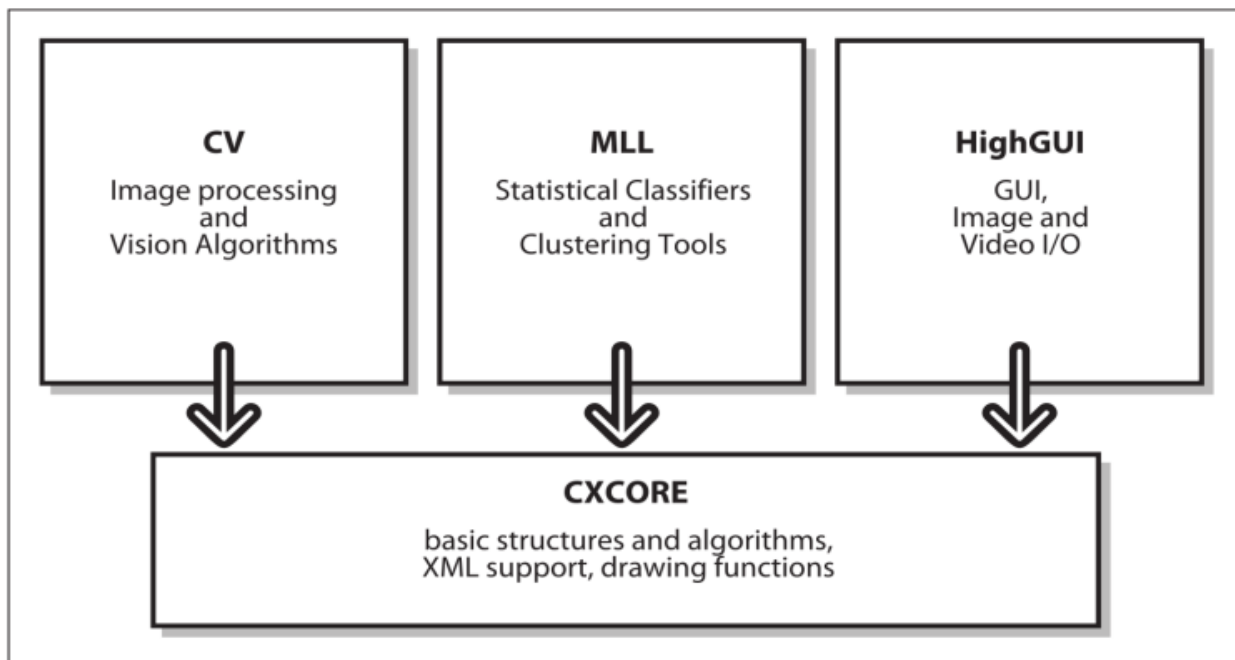 CV
Image processing
and
Vision Algorithms
MLL
Statistical Classifiers
and
Clustering Tools
HighGUI
GUI,
Image and
Video I/O
CXCORE
basic structures and algorithms,
XML support, drawing functions